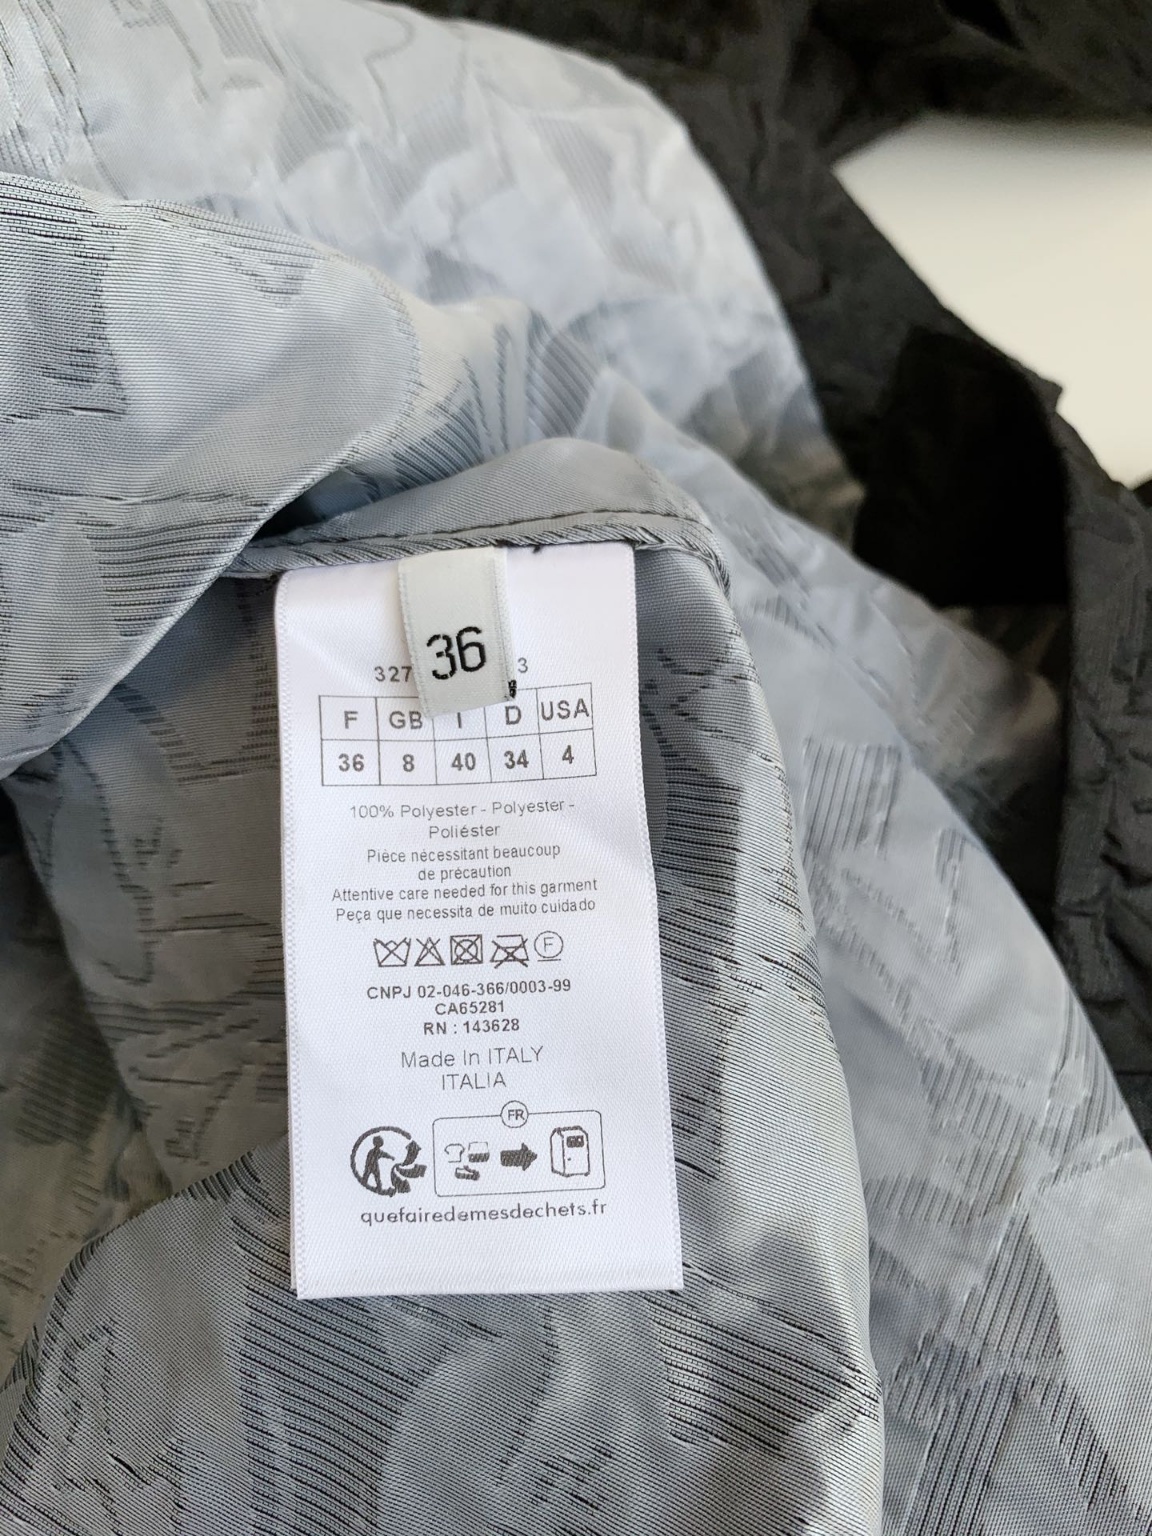 36
327
3
F GB I D USA
36 8 40 34 4
100% Polyester - Polyester -
Poliéster
Pièce nécessitant beaucoup
de précaution
Attentive care needed for this garment
Peça que necessita de muito cuidado
F
CNPJ 02-046-366/0003-99
CA65281
RN : 143628
Made In ITALY
ITALIA
FR
quefairedemesdechets.fr